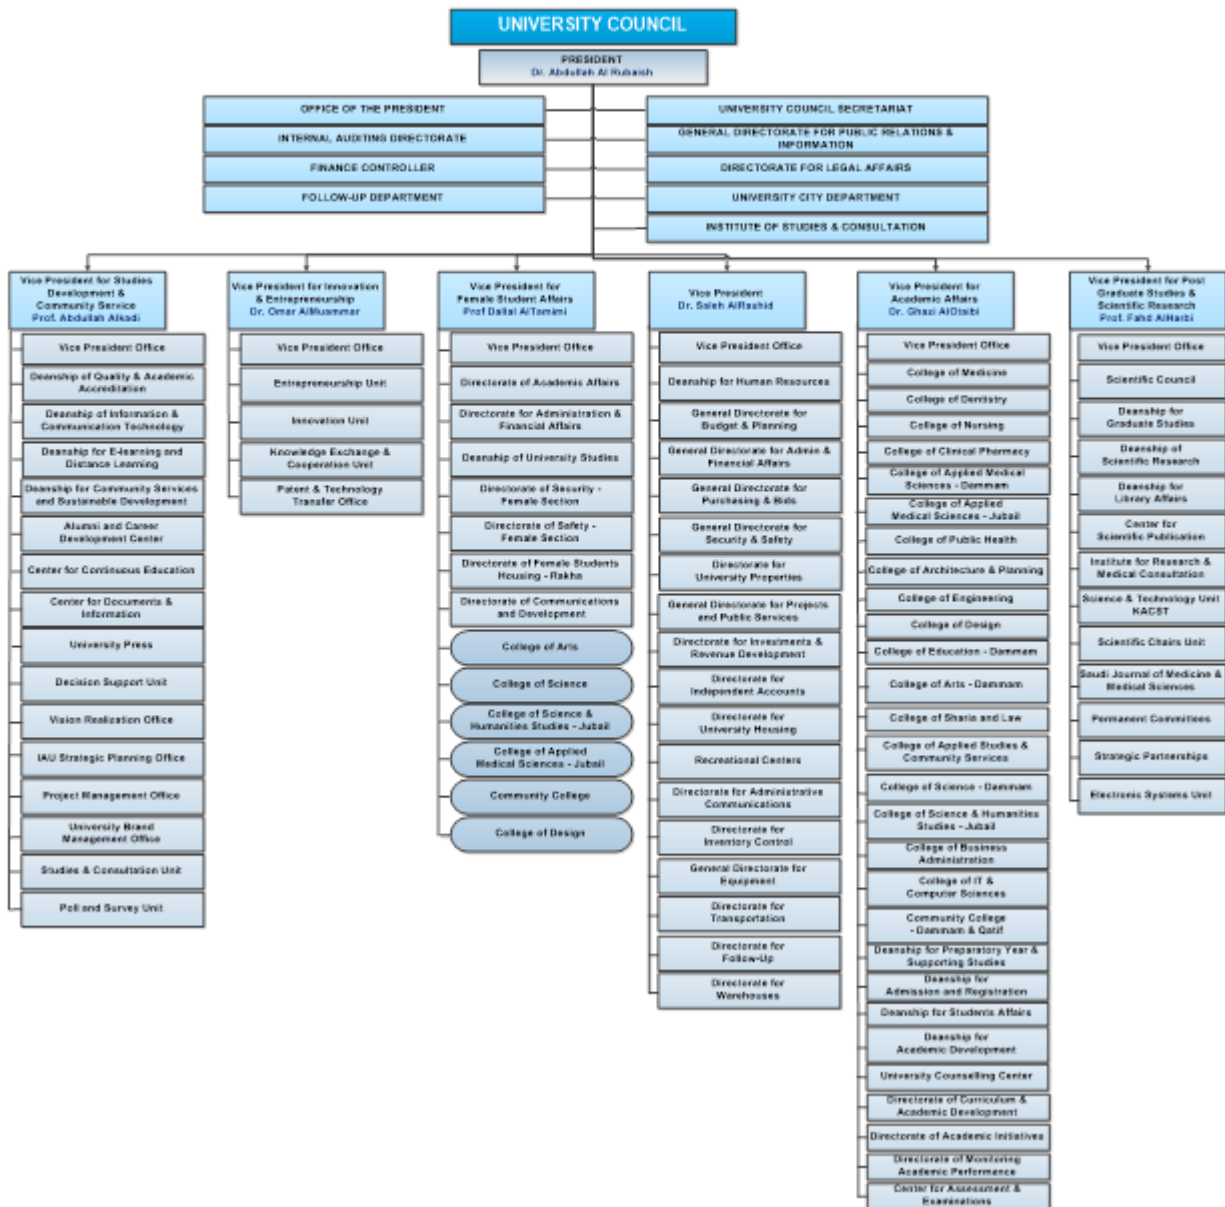 UNIVERSITY COUNCIL
PRESIDENT
Dr. Abdullah Al Rubaish
OFFICE OF THE PRESIDENT
INTERNAL AUDITING DIRECTORATE
FINANCE CONTROLLER
FOLLOW-UP DEPARTMENT
UNIVERSITY COUNCIL SECRETARIAT
GENERAL DIRECTORATE FOR PUBLIC RELATIONS &
INFORMATION
DIRECTORATE FOR LEGAL AFFAIRS
UNIVERSITY CITY DEPARTMENT
INSTITUTE OF STUDIES & CONSULTATION
Vice President for Studies
Development &
Community Service
Prof. Abdullah Alkadi
Vice President Office
Deanship of Quality & Academic
Accreditation
Deanship of Information &
Communication Technology
Deanship for E-learning and
Distance Learning
Deanship for Community Services
and Sustainable Development
Alumni and Career
Development Center
Center for Continuous Education
Center for Documents &
Information
University Press
Decision Support Unit
Vision Realization Office
IAU Strategic Planning Office
Project Management Office
University Brand
Management Office
Studies & Consultation Unit
Poll and Survey Unit
Vice President for Innovation
& Entrepreneurship
Dr. Omar AlMuammar
Vice President Office
Entrepreneurship Unit
Innovation Unit
Knowledge Exchange &
Cooperation Unit
Patent & Technology
Transfer Office
Vice President for
Female Student Affairs
Prof Dallal AlTamimi
Vice President Office
Directorate of Academic Affairs
Directorate for Administration &
Financial Affairs
Deanship of University Studies
Directorate of Security -
Female Section
Directorate of Safety -
Female Section
Directorate of Female Students
Housing - Rakha
Directorate of Communications
and Development
College of Arts
College of Science
College of Science &
Humanities Studies - Jubail
College of Applied
Medical Sciences - Jubail
Community College
College of Design
Vice President
Dr. Saleh AlRashid
Vice President Office
Deanship for Human Resources
General Directorate for
Budget & Planning
General Directorate for Admin &
Financial Affairs
General Directorate for
Purchasing & Bids
General Directorate for
Security & Safety
Directorate for
University Properties
General Directorate for Projects
and Public Services
Directorate for Investments &
Revenue Development
Directorate for
Independent Accounts
Directorate for
University Housing
Recreational Centers
Directorate for Administrative
Communications
Directorate for
Inventory Control
General Directorate for
Equipment
Directorate for
Transportation
Directorate for
Follow-Up
Directorate for
Warehouses
Vice President for
Academic Affairs
Dr. Ghazi AlOtaibi
Vice President Office
College of Medicine
College of Dentistry
College of Nursing
College of Clinical Pharmacy
College of Applied Medical
Sciences - Dammam
College of Applied
Medical Sciences - Jubail
College of Public Health
College of Architecture & Planning
College of Engineering
College of Design
College of Education - Dammam
College of Arts - Dammam
College of Sharia and Law
College of Applied Studies &
Community Services
College of Science - Dammam
College of Science & Humanities
Studies - Jubail
College of Business
Administration
College of IT &
Computer Sciences
Community College
- Dammam & Qatif
Deanship for Preparatory Year &
Supporting Studies
Deanship for
Admission and Registration
Deanship for Students Affairs
Deanship for
Academic Development
University Counselling Center
Directorate of Curriculum &
Academic Development
Directorate of Academic Initiatives
Directorate of Monitoring
Academic Performance
Center for Assessment &
Examinations
Vice President for Post
Graduate Studies &
Scientific Research
Prof. Fahd AlHarbi
Vice President Office
Scientific Council
Deanship for
Graduate Studies
Deanship of
Scientific Research
Deanship for
Library Affairs
Center for
Scientific Publication
Institute for Research &
Medical Consultation
Science & Technology Unit
KACST
Scientific Chairs Unit
Saudi Journal of Medicine &
Medical Sciences
Permanent Committees
Strategic Partnerships
Electronic Systems Unit